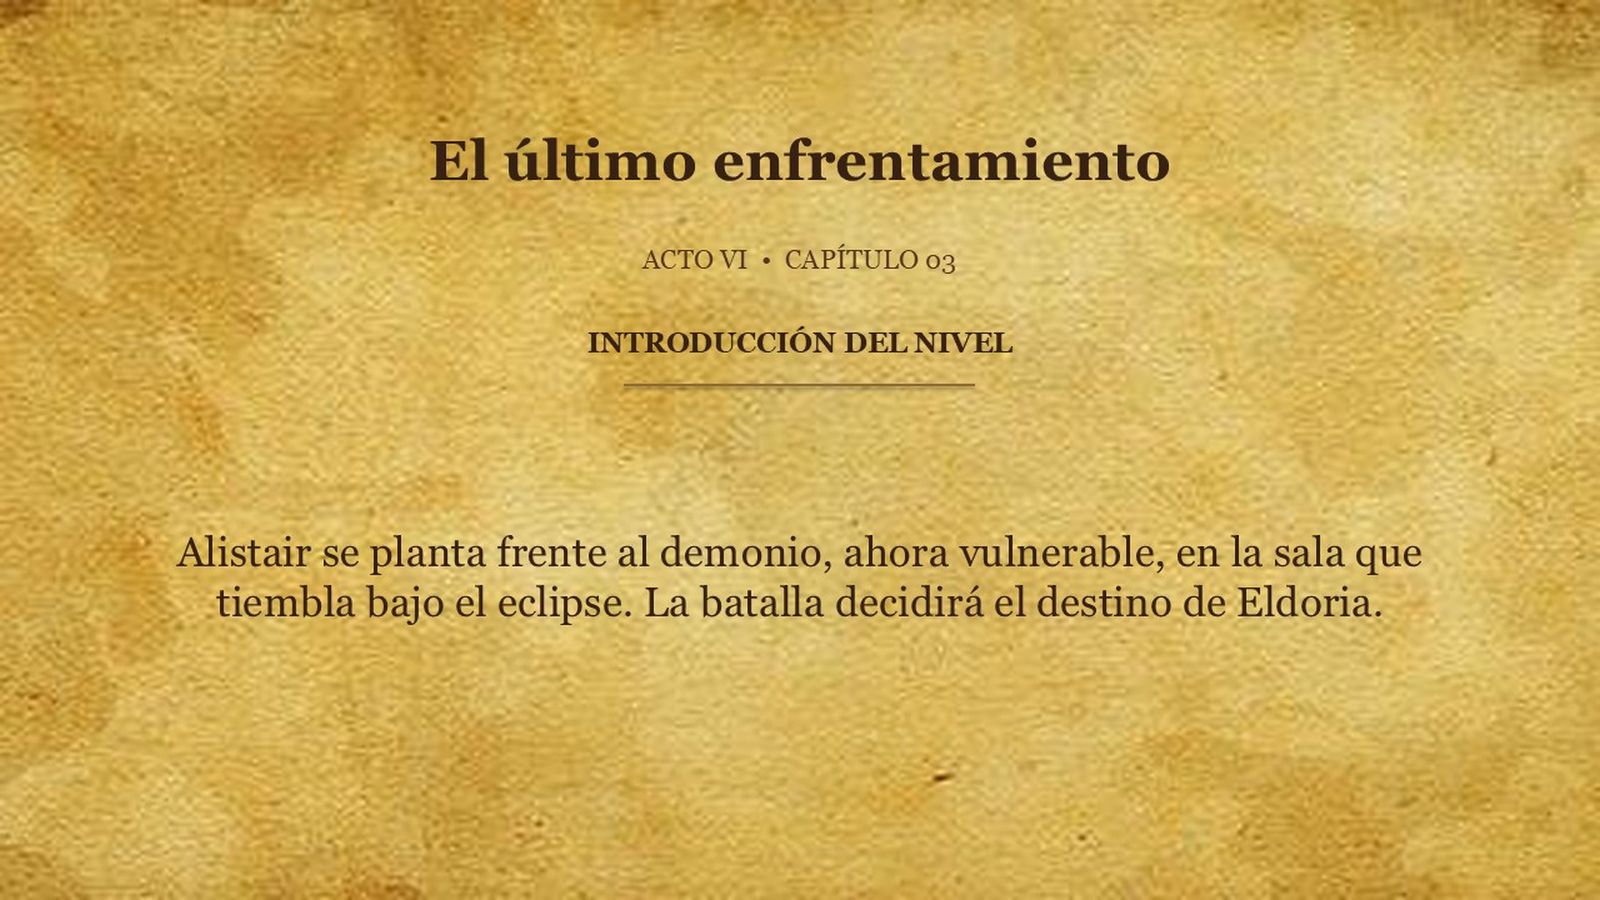 El último enfrentamiento
ACTO VI • CAPÍTULO 03
INTRODUCCIÓN DEL NIVEL
Alistair se planta frente al demonio, ahora vulnerable, en la sala que
tiembla bajo el eclipse. La batalla decidirá el destino de Eldoria.